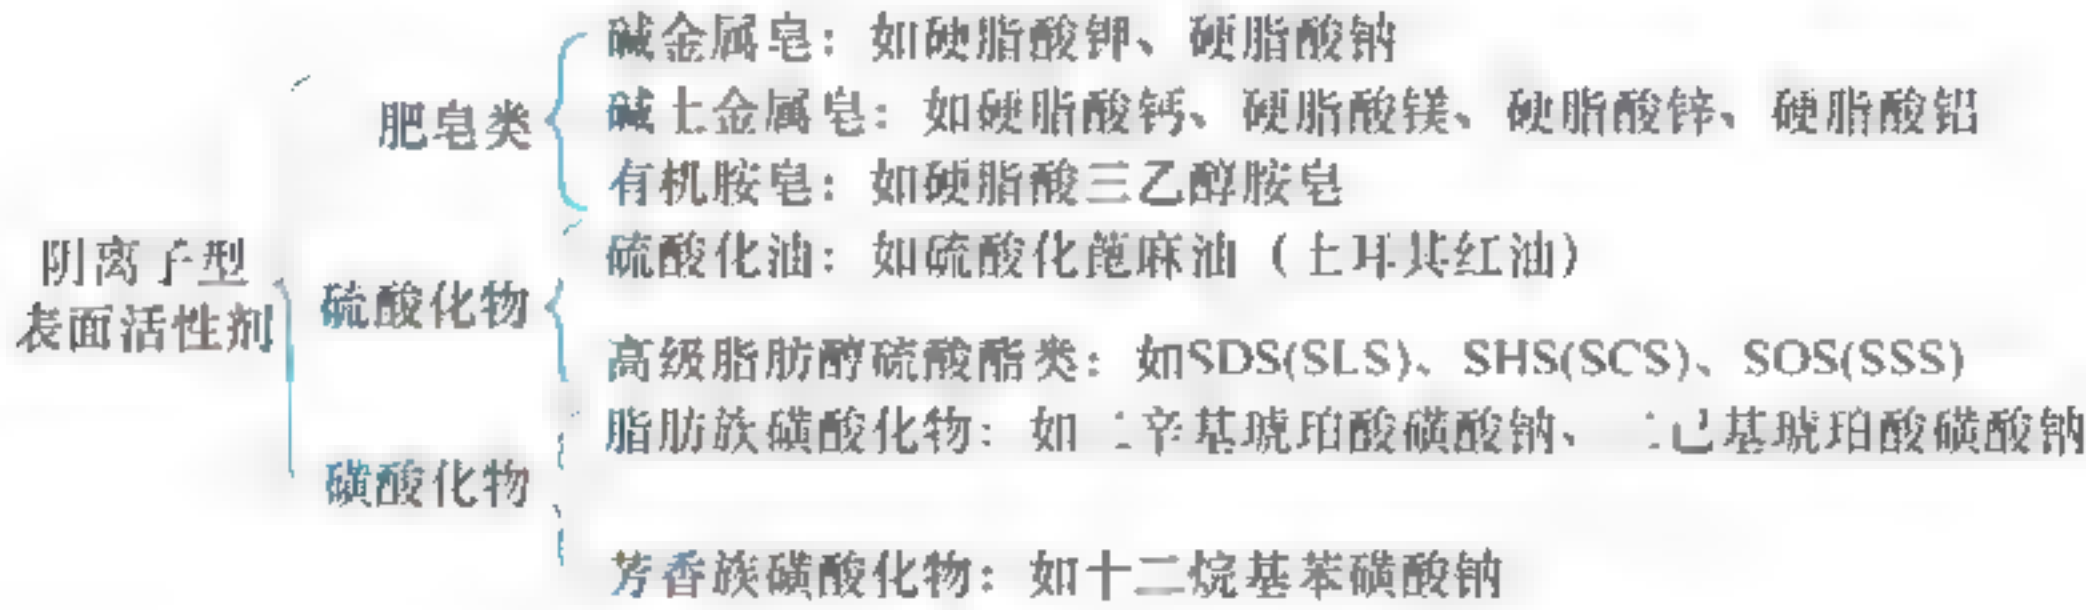 碱金属皂：如硬脂酸钾、硬脂酸钠
肥皂类
碱土金属皂：如硬脂酸钙、硬脂酸镁、硬脂酸锌、硬脂酸铝
有机胺皂：如硬脂酸三乙醇胺皂
阴离子型
表面活性剂
硫酸化物
硫酸化油：如硫酸化蓖麻油（土耳其红油）
高级脂肪醇硫酸酯类：如SDS(SLS)、SHS(SCS)、SOS(SSS)
磺酸化物
脂肪族磺酸化物：如二辛基琥珀酸磺酸钠、二己基琥珀酸磺酸钠
芳香族磺酸化物：如十二烷基苯磺酸钠